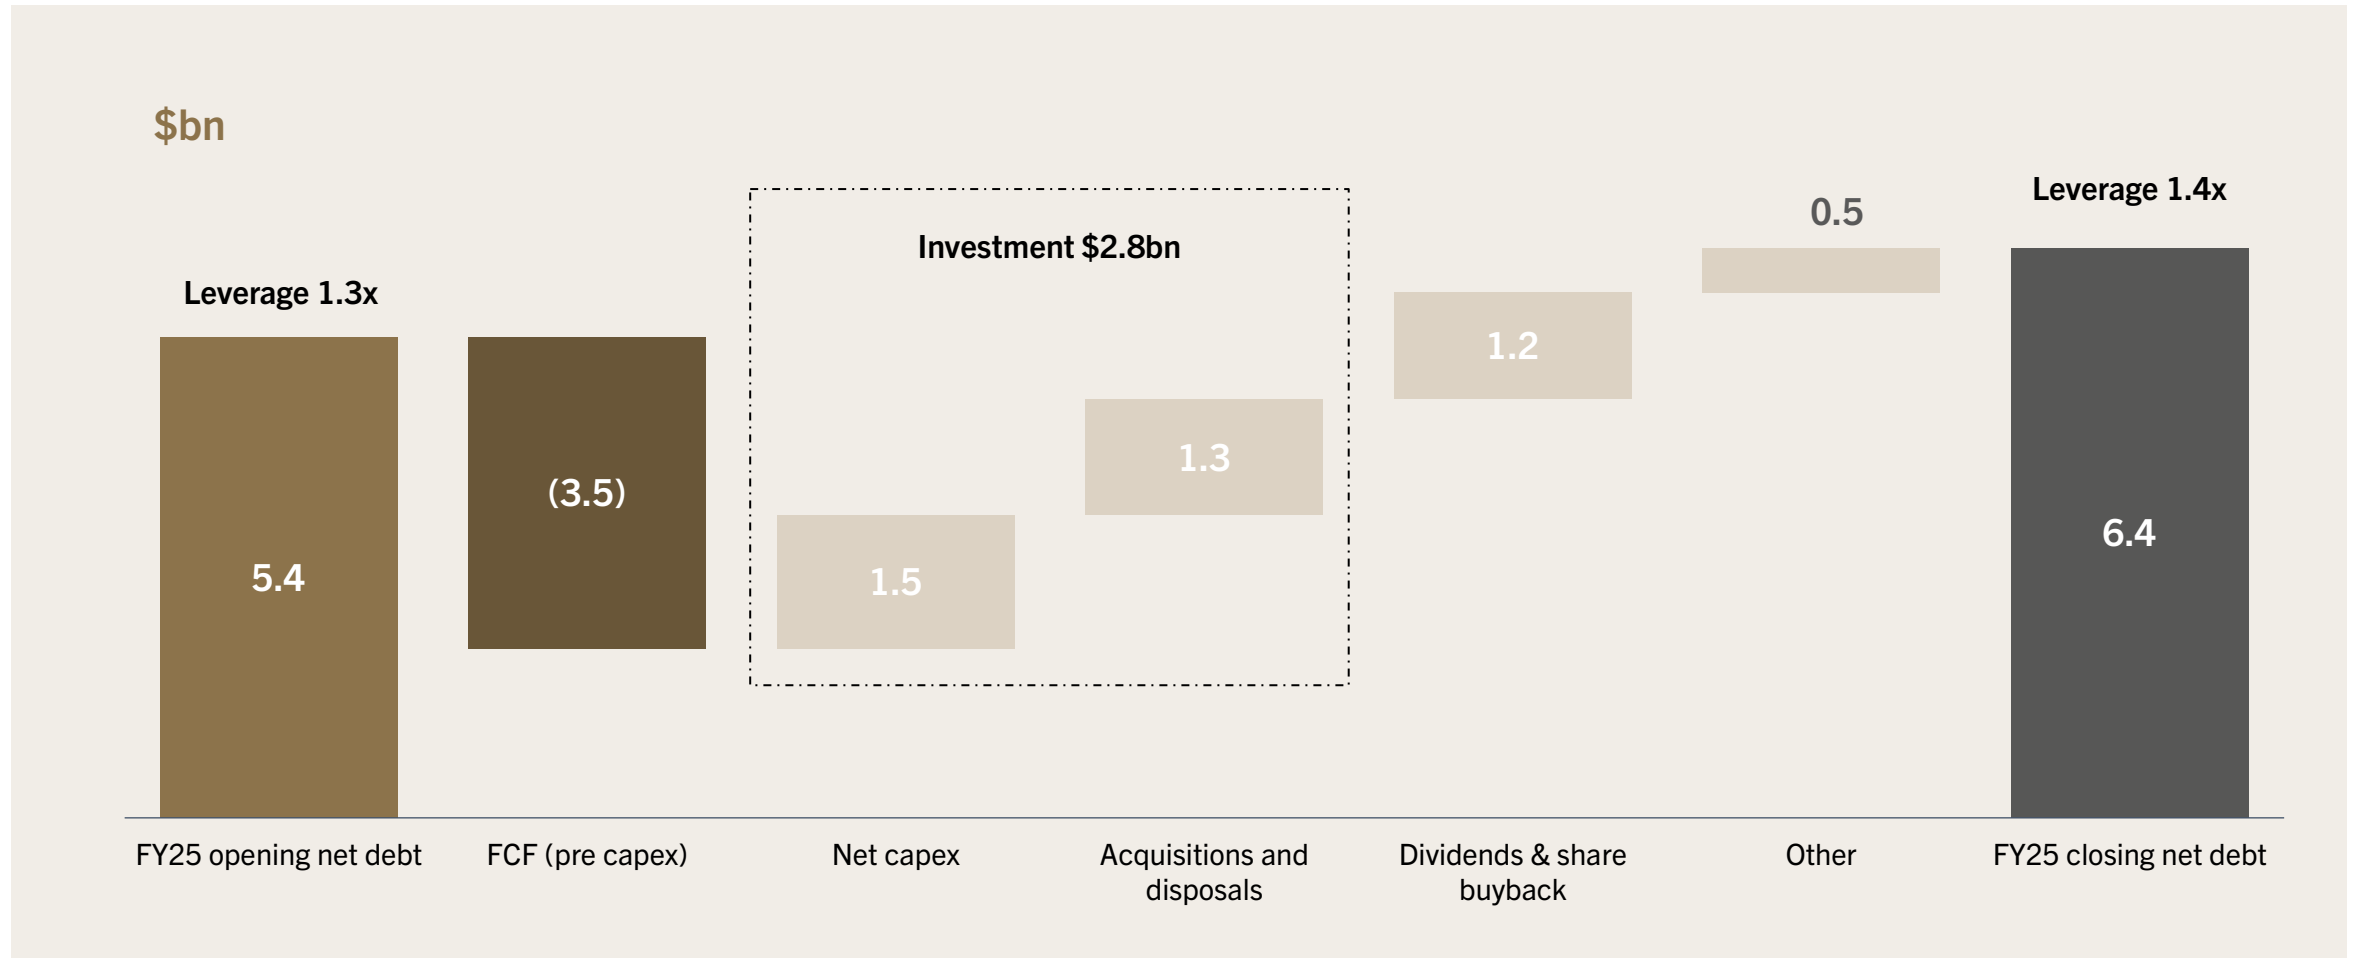 $bn
Leverage 1.3x
Investment $2.8bn
0.5
Leverage 1.4x
5.4
(3.5)
1.5
1.3
1.2
6.4
FY25 opening net debt
FCF (pre capex)
Net capex
Acquisitions and
disposals
Dividends & share
buyback
Other
FY25 closing net debt